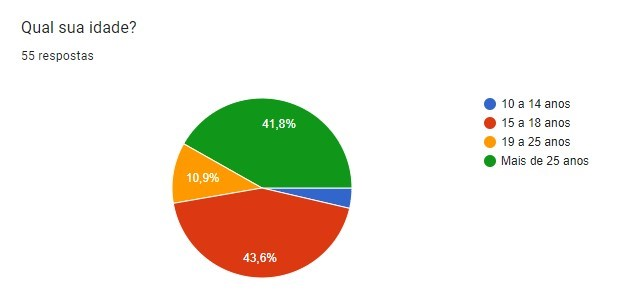 Qual sua idade?
55 respostas
41,8%
10,9%
43,6%
10 a 14 anos
15 a 18 anos
19 a 25 anos
Mais de 25 anos